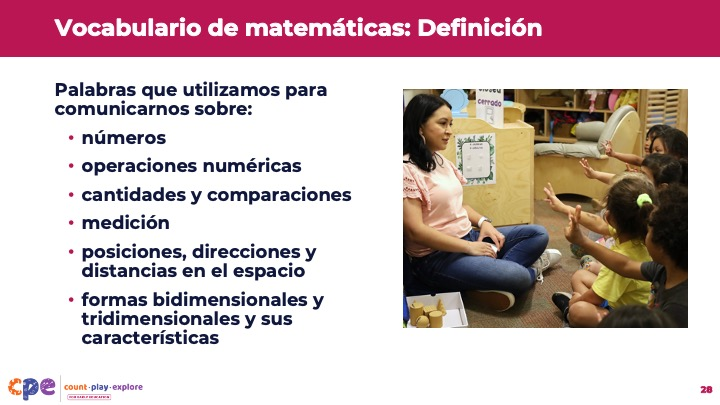 Vocabulario de matemáticas: Definición
Palabras que utilizamos para
comunicarnos sobre:
• números
• operaciones numéricas
• cantidades y comparaciones
• medición
• posiciones, direcciones y
distancias en el espacio
• formas bidimensionales y
tridimensionales y sus
características
closed
cerrado
cpe
count·play·explore
28